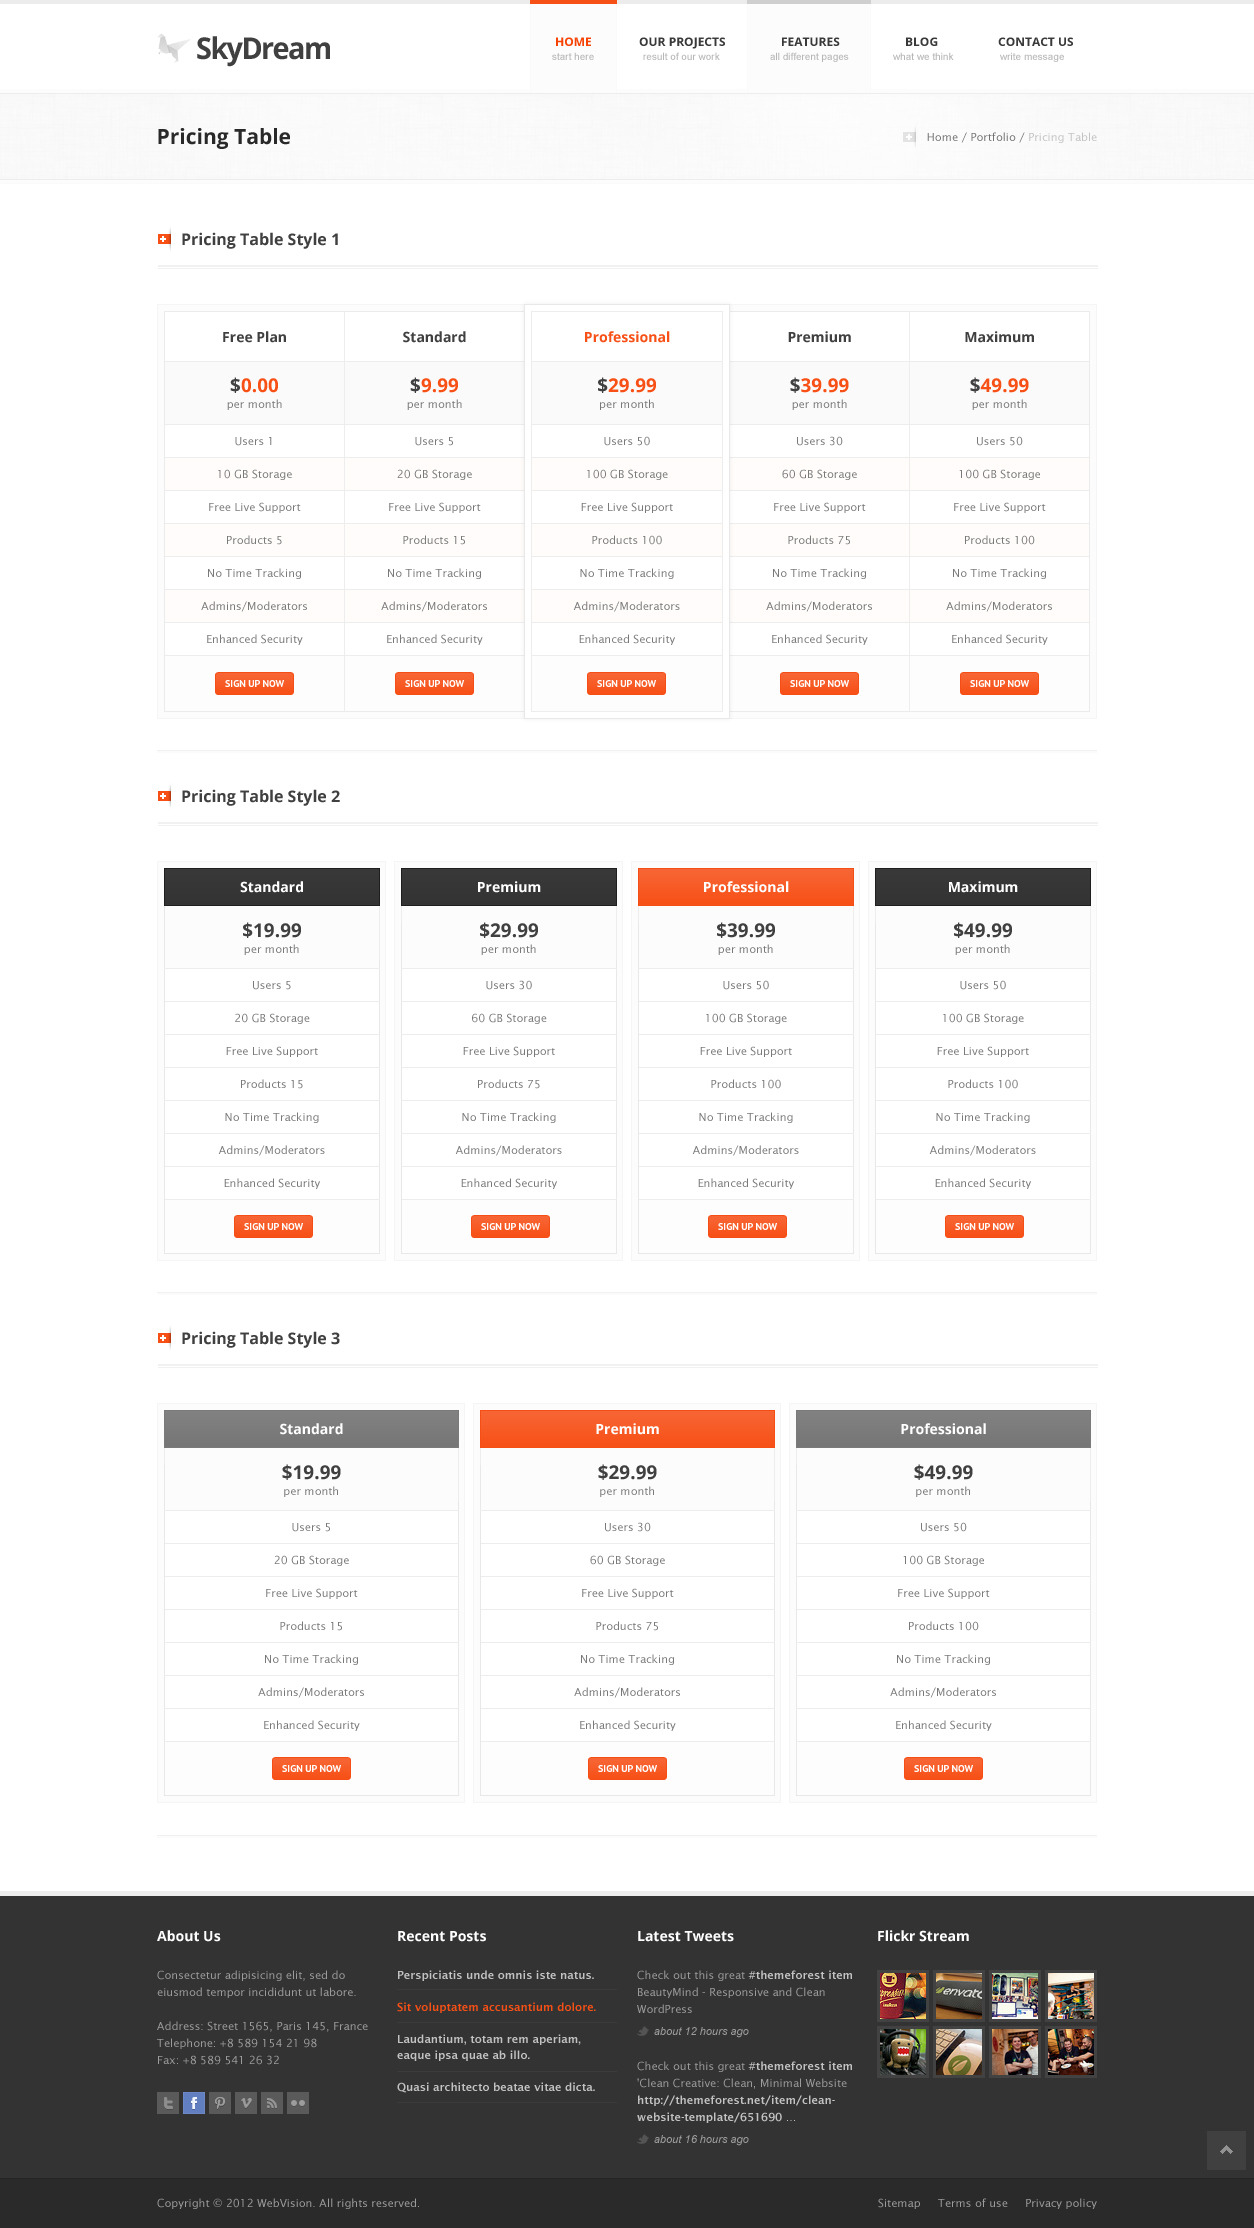 SkyDream
HOME
start here
OUR PROJECTS
result of our work
FEATURES
all different pages
BLOG
what we think
CONTACT US
write message
Pricing Table
Home / Portfolio / Pricing Table
Pricing Table Style 1
Free Plan Standard Professional Premium Maximum
$0.00 $9.99 $29.99 $39.99 $49.99
per month per month per month per month per month
Users 1 Users 5 Users 50 Users 30 Users 50
10 GB Storage 20 GB Storage 100 GB Storage 60 GB Storage 100 GB Storage
Free Live Support Free Live Support Free Live Support Free Live Support Free Live Support
Products 5 Products 15 Products 100 Products 75 Products 100
No Time Tracking No Time Tracking No Time Tracking No Time Tracking No Time Tracking
Admins/Moderators Admins/Moderators Admins/Moderators Admins/Moderators Admins/Moderators
Enhanced Security Enhanced Security Enhanced Security Enhanced Security Enhanced Security
SIGN UP NOW SIGN UP NOW SIGN UP NOW SIGN UP NOW SIGN UP NOW
Pricing Table Style 2
Standard Premium Professional Maximum
$19.99 $29.99 $39.99 $49.99
per month per month per month per month
Users 5 Users 30 Users 50 Users 50
20 GB Storage 60 GB Storage 100 GB Storage 100 GB Storage
Free Live Support Free Live Support Free Live Support Free Live Support
Products 15 Products 75 Products 100 Products 100
No Time Tracking No Time Tracking No Time Tracking No Time Tracking
Admins/Moderators Admins/Moderators Admins/Moderators Admins/Moderators
Enhanced Security Enhanced Security Enhanced Security Enhanced Security
SIGN UP NOW SIGN UP NOW SIGN UP NOW SIGN UP NOW
Pricing Table Style 3
Standard Premium Professional
$19.99 $29.99 $49.99
per month per month per month
Users 5 Users 30 Users 50
20 GB Storage 60 GB Storage 100 GB Storage
Free Live Support Free Live Support Free Live Support
Products 15 Products 75 Products 100
No Time Tracking No Time Tracking No Time Tracking
Admins/Moderators Admins/Moderators Admins/Moderators
Enhanced Security Enhanced Security Enhanced Security
SIGN UP NOW SIGN UP NOW SIGN UP NOW
About Us
Consectetur adipisicing elit, sed do
eiusmod tempor incididunt ut labore.
Address: Street 1565, Paris 145, France
Telephone: +8 589 154 21 98
Fax: +8 589 541 26 32
Recent Posts
Perspiciatis unde omnis iste natus.
Sit voluptatem accusantium dolore.
Laudantium, totam rem aperiam,
eaque ipsa quae ab illo.
Quasi architecto beatae vitae dicta.
Latest Tweets
Check out this great #themeforest item
BeautyMind - Responsive and Clean
WordPress
about 12 hours ago
Check out this great #themeforest item
'Clean Creative: Clean, Minimal Website
http://themeforest.net/item/clean-
website-template/651690 ...
about 16 hours ago
Flickr Stream
envato
Copyright © 2012 WebVision. All rights reserved.
Sitemap Terms of use Privacy policy